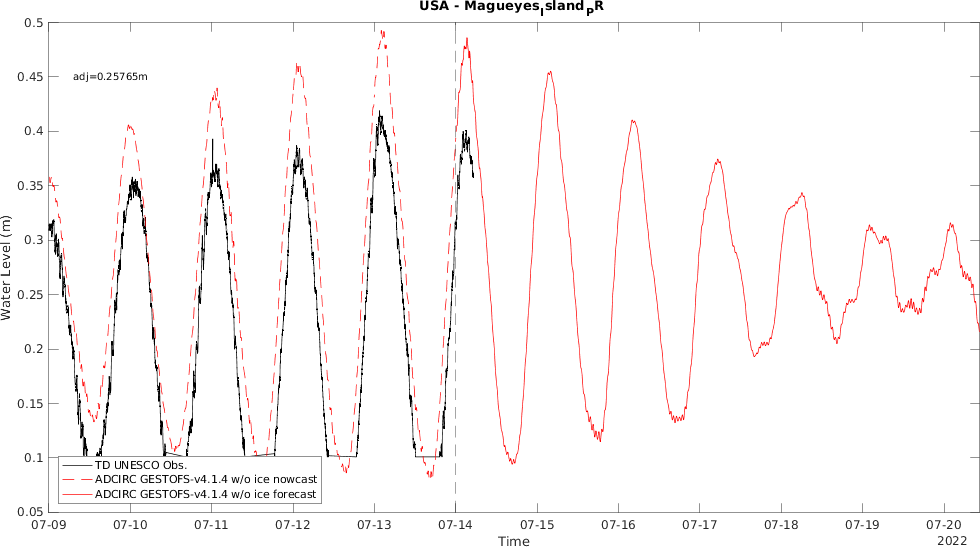 USA - Magueyes_Island_PR
0.5
0.45
adj=0.25765m
0.4
0.35
0.3
Water Level (m)
0.25
0.2
0.15
0.1
TD UNESCO Obs.
ADCIRC GESTOFS-v4.1.4 w/o ice nowcast
ADCIRC GESTOFS-v4.1.4 w/o ice forecast
0.05
07-09 07-10 07-11 07-12 07-13 07-14 07-15 07-16 07-17 07-18 07-19 07-20
Time
2022